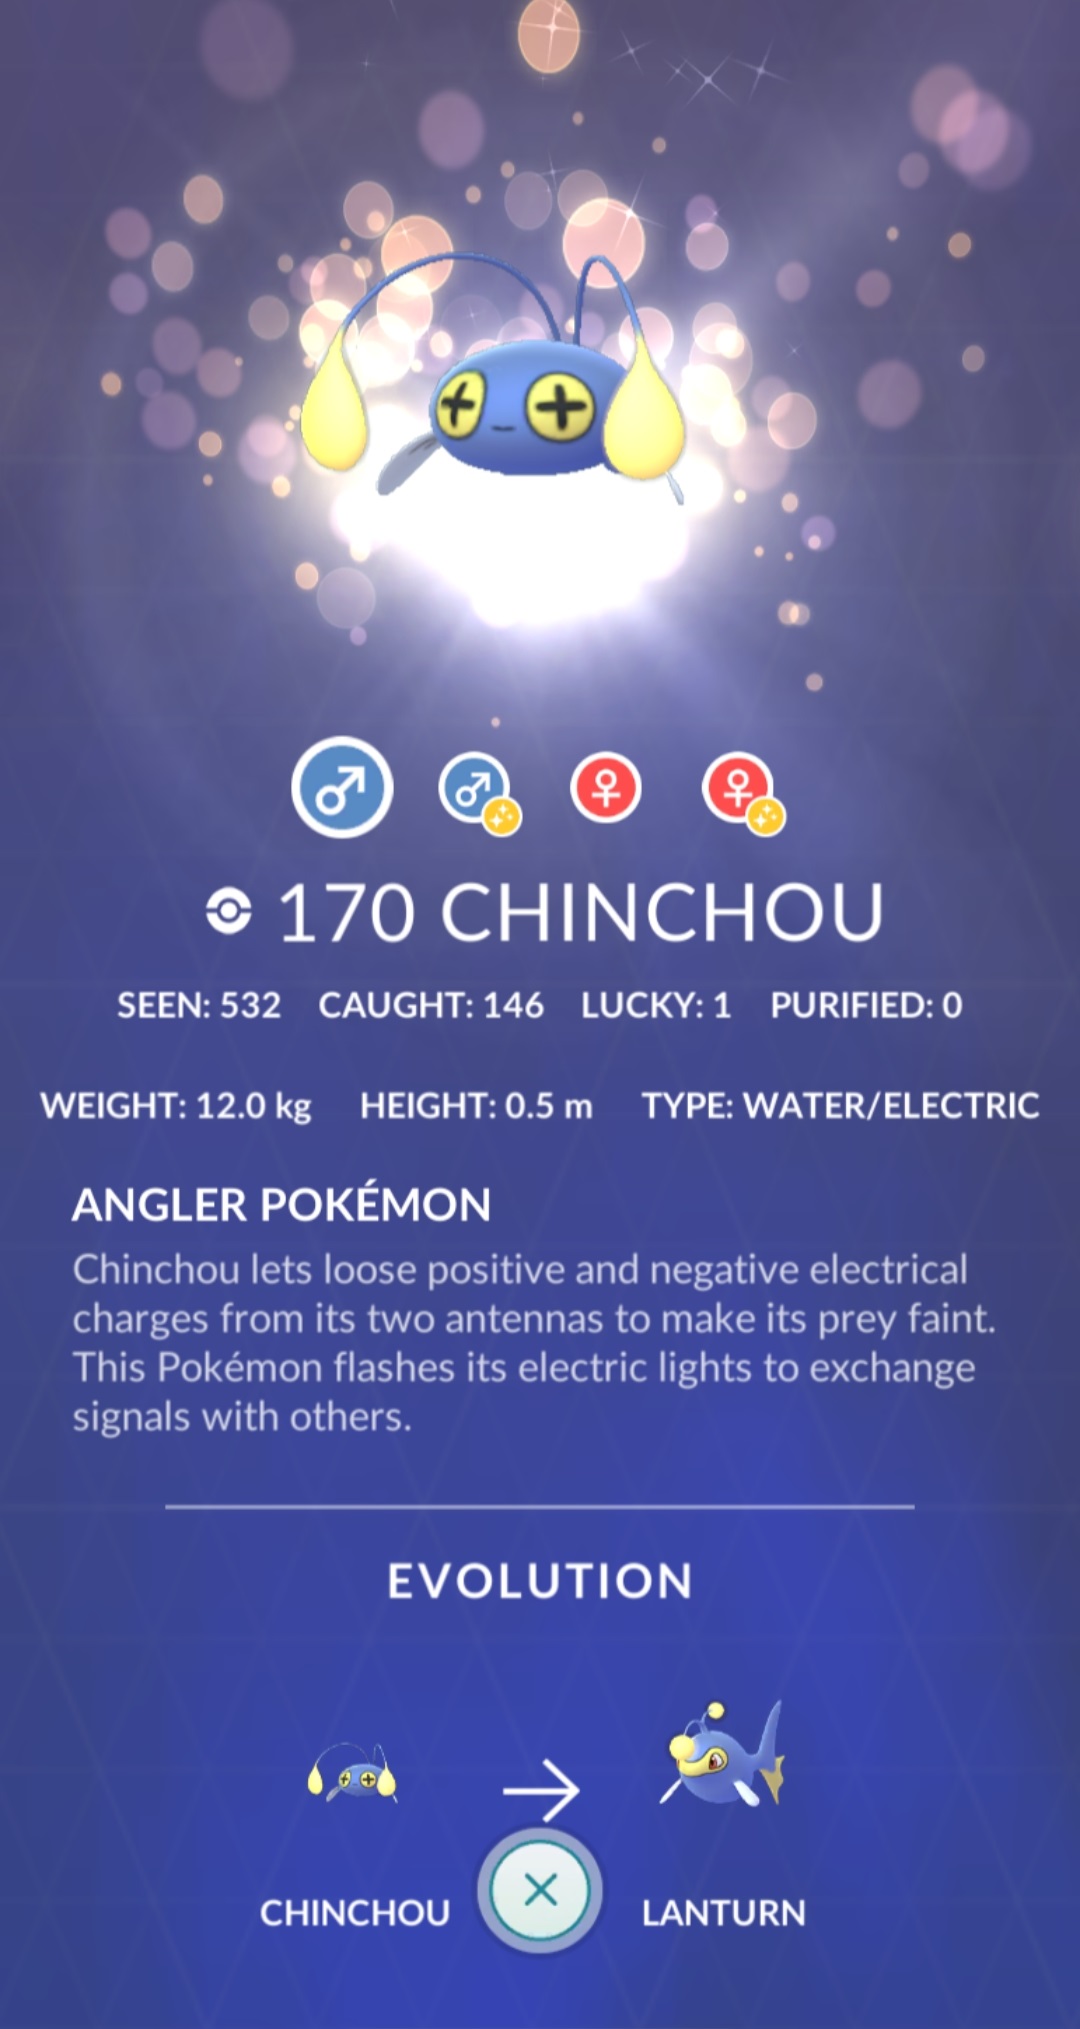 170 CHINCHOU
SEEN: 532 CAUGHT: 146 LUCKY: 1 PURIFIED: 0
WEIGHT: 12.0 kg HEIGHT: 0.5 m TYPE: WATER/ELECTRIC
ANGLER POKÉMON
Chinchou lets loose positive and negative electrical
charges from its two antennas to make its prey faint.
This Pokémon flashes its electric lights to exchange
signals with others.
EVOLUTION
CHINCHOU LANTURN